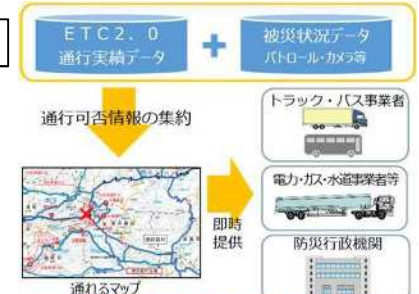 ETC2.0
通行実績データ
被災状況データ
パトロール・カメラ等
通行可否情報の集約
トラック・バス事業者
電力・ガス・水道事業者等
即時
提供
防災行政機関
通れるマップ